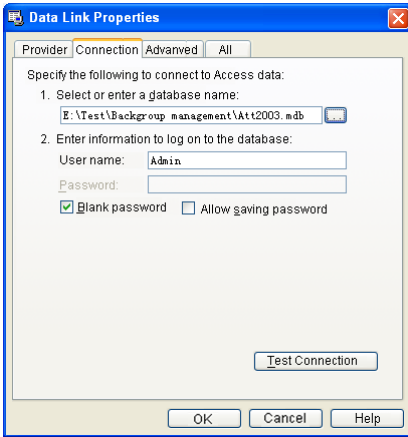 Data Link Properties
Provider Connection Advanved All
Specify the following to connect to Access data:
1. Select or enter a database name:
E:\Test\Backgroup management\Att2003.mdb ...
2. Enter information to log on to the database:
User name: Admin
Password:
Blank password Allow saving password
Test Connection
OK Cancel Help